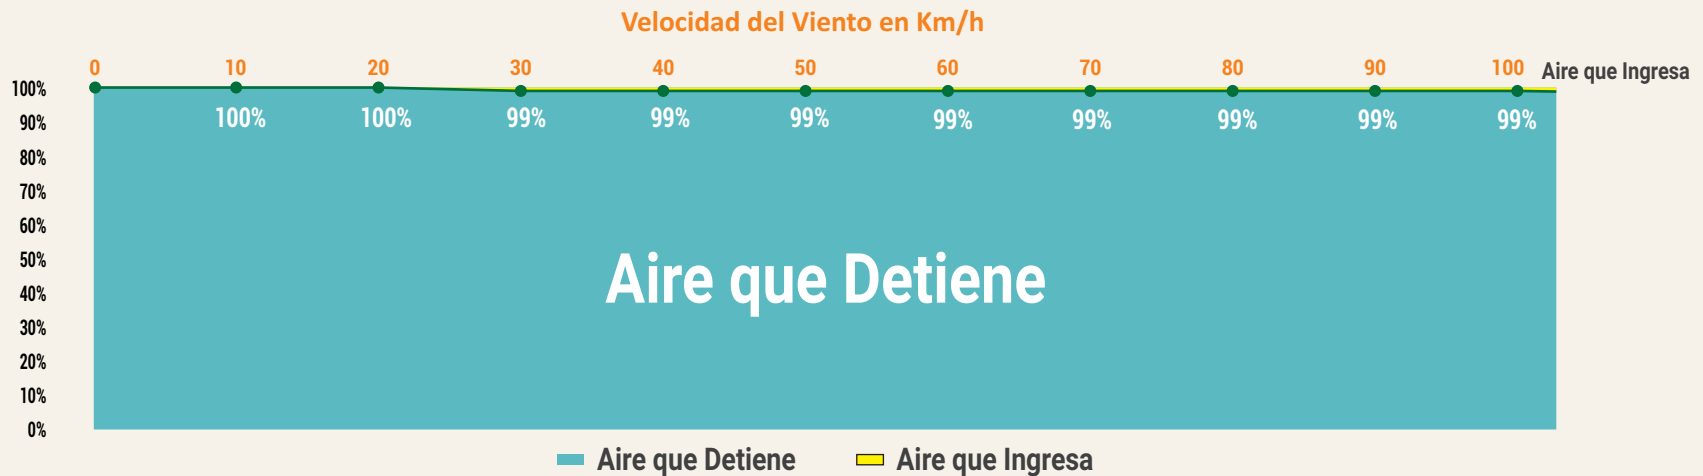 Velocidad del Viento en Km/h
0 10 20 30 40 50 60 70 80 90 100 Aire que Ingresa
100%
100% 100% 99% 99% 99% 99% 99% 99% 99% 99%
90%
80%
70%
60%
50%
Aire que Detiene
40%
30%
20%
10%
0%
Aire que Detiene Aire que Ingresa